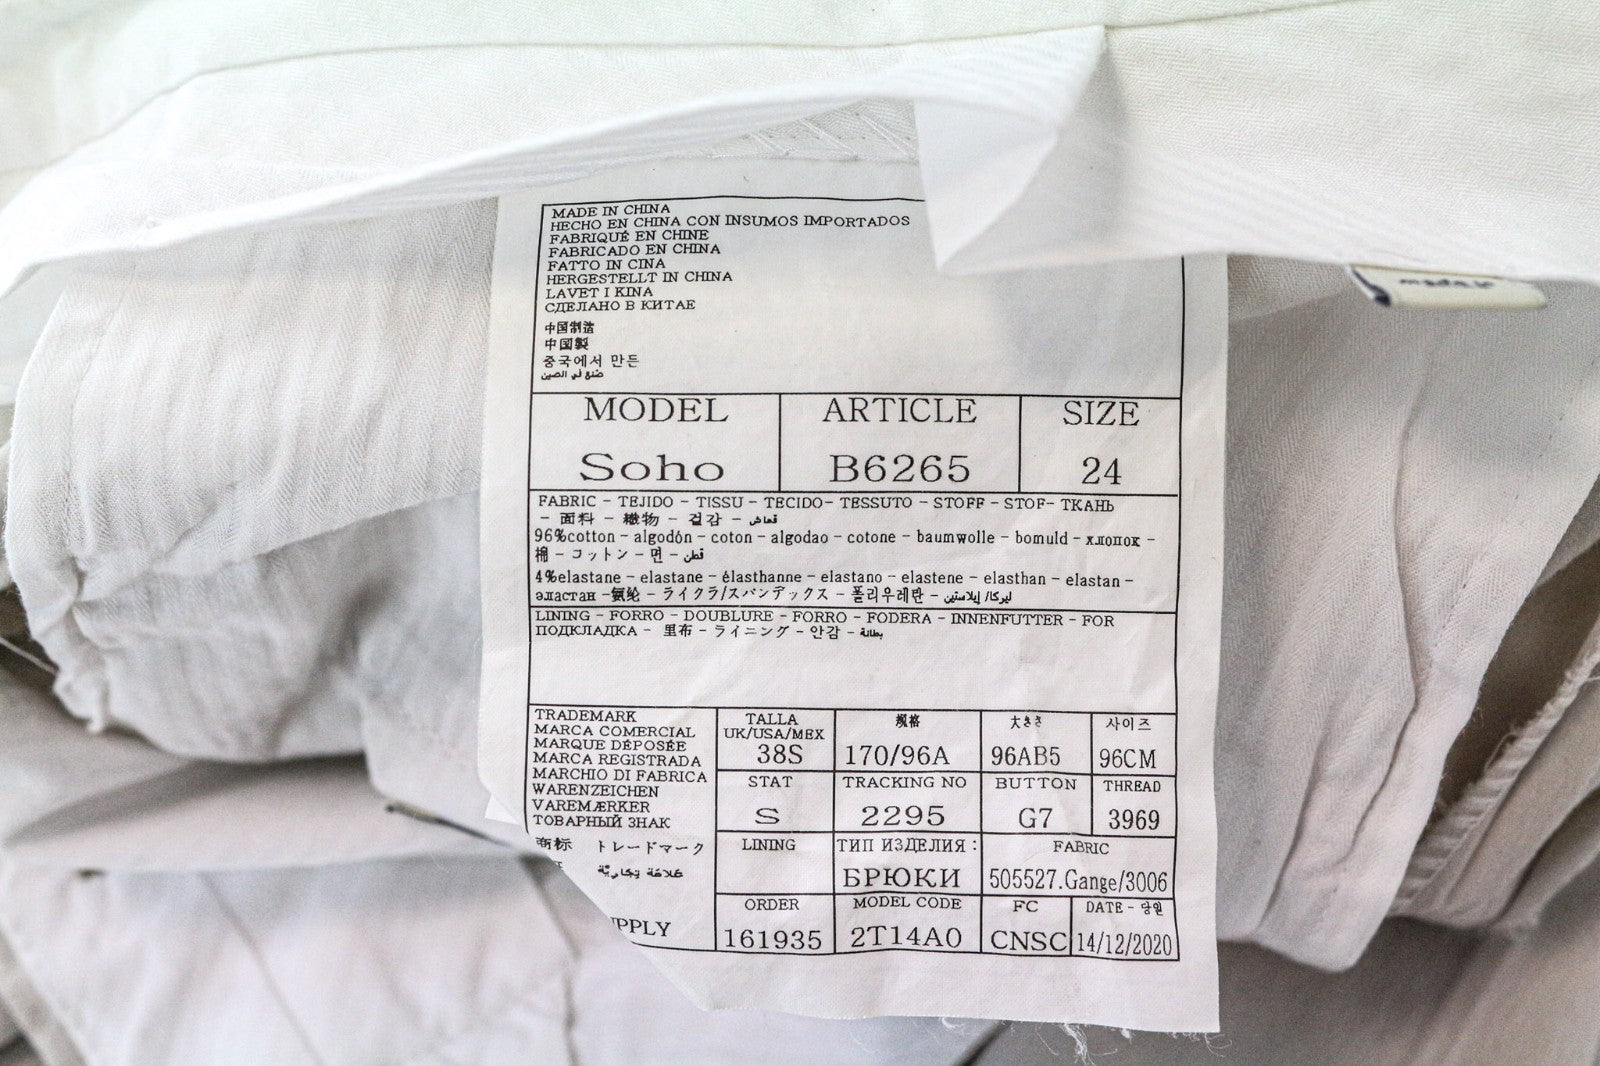 MADE IN CHINA
HECHO EN CHINA CON INSUMOS IMPORTADOS
FABRIQUÉ EN CHINE
FABRICADO EN CHINA
FATTO IN CINA
HERGESTELLT IN CHINA
LAVET I KINA
СДЕЛАНО В КИТАЕ
中国制造
中国製
중국에서 만든
صنع في الصين
MODEL ARTICLE SIZE
Soho B6265 24
FABRIC - TEJIDO - TISSU - TECIDO- TESSUTO - STOFF - STOF- ТКАНЬ
- 面料 - 織物 - 겉감 - قماش
96%cotton - algodón - coton - algodao - cotone - baumwolle - bomuld - хлопок -
棉 - コットン - 면 - قطن
4%elastane - elastane - élasthanne - elastano - elastene - elasthan - elastan -
эластан -氨纶 - ライクラ/スパンデックス - 폴리우레탄 - ليركا/ إيلاستين
LINING - FORRO - DOUBLURE - FORRO - FODERA - INNENFUTTER - FOR
ПОДКЛАДКА - 里布 - ライニング - 안감 - بطانة
TRADEMARK
MARCA COMERCIAL
MARQUE DÉPOSÉE
MARCA REGISTRADA
MARCHIO DI FABRICA
WARENZEICHEN
VAREMÆRKER
ТОВАРНЫЙ ЗНАК
商标 トレードマーク
علامة تجارية
PPLY
TALLA 规格 大きさ 사이즈
UK/USA/MEX
38S 170/96A 96AB5 96CM
STAT TRACKING NO BUTTON THREAD
S 2295 G7 3969
LINING ТИП ИЗДЕЛИЯ: FABRIC
БРЮКИ 505527.Gange/3006
ORDER MODEL CODE FC DATE - 당원
161935 2T14A0 CNSC 14/12/2020